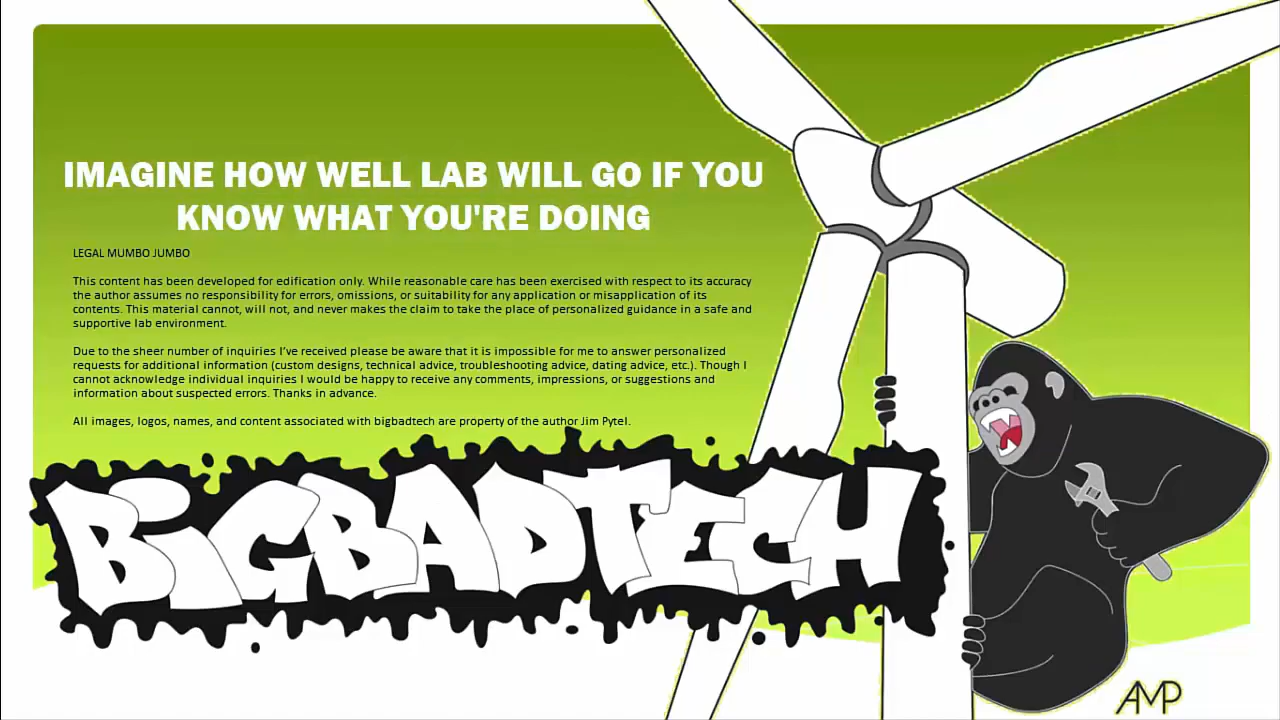 IMAGINE HOW WELL LAB WILL GO IF YOU
KNOW WHAT YOU'RE DOING
LEGAL MUMBO JUMBO
This content has been developed for edification only. While reasonable care has been exercised with respect to its accuracy
the author assumes no responsibility for errors, omissions, or suitability for any application or misapplication of its
contents. This material cannot, will not, and never makes the claim to take the place of personalized guidance in a safe and
supportive lab environment.
Due to the sheer number of inquiries I've received please be aware that it is impossible for me to answer personalized
requests for additional information (custom designs, technical advice, troubleshooting advice, dating advice, etc.). Though I
cannot acknowledge individual inquiries I would be happy to receive any comments, impressions, or suggestions and
information about suspected errors. Thanks in advance.
All images, logos, names, and content associated with bigbadtech are property of the author Jim Pytel.
BiGBADTECH
AMP